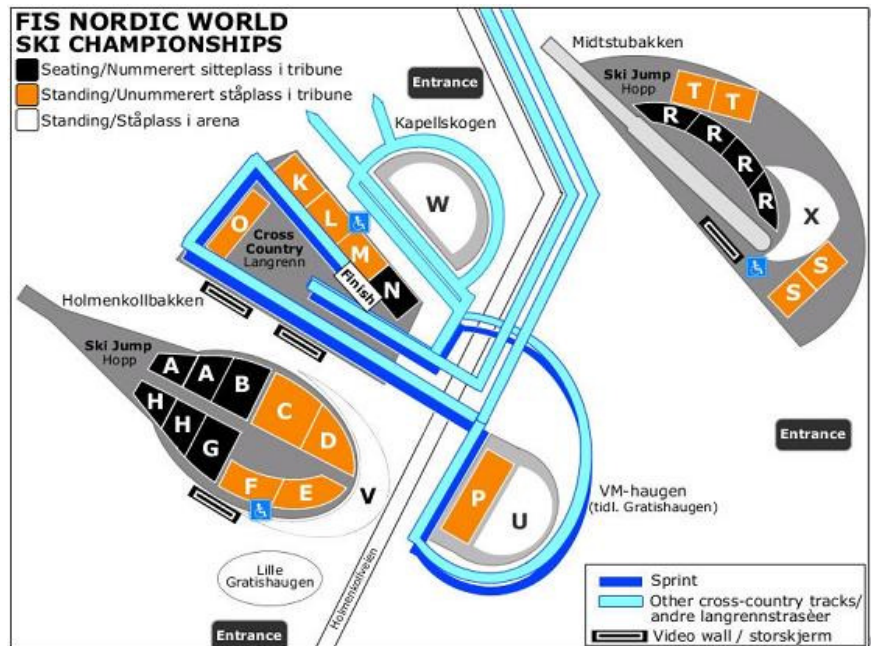 FIS NORDIC WORLD
SKI CHAMPIONSHIPS
Seating/Nummerert sitteplass i tribune
Standing/Unummerert ståplass i tribune
Standing/Ståplass i arena
Entrance
Kapellskogen
Midtstubakken
Ski Jump
Hopp
T T
R
R
R
R
X
S S
W
K
L
M
N
O
Cross
Country
Langrenn
Finish
Holmenkollbakken
Ski Jump
Hopp
A A B
C
D
H
H
G
F E
V
P
U
Entrance
VM-haugen
(tidl. Gratishaugen)
Lille
Gratishaugen
Holmenkollveien
Entrance
Sprint
Other cross-country tracks/
andre langrennstrasèer
Video wall / storskjerm